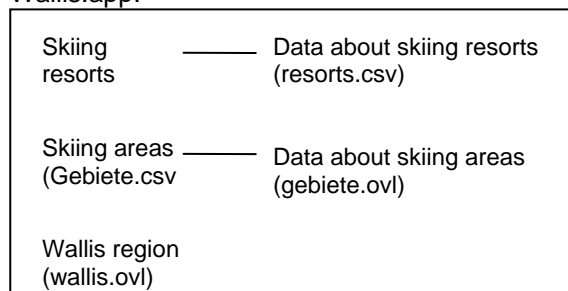 Wallis.app:
Skiing resorts
Data about skiing resorts
(resorts.csv)
Skiing areas
(Gebiete.csv
Data about skiing areas
(gebiete.ovl)
Wallis region
(wallis.ovl)